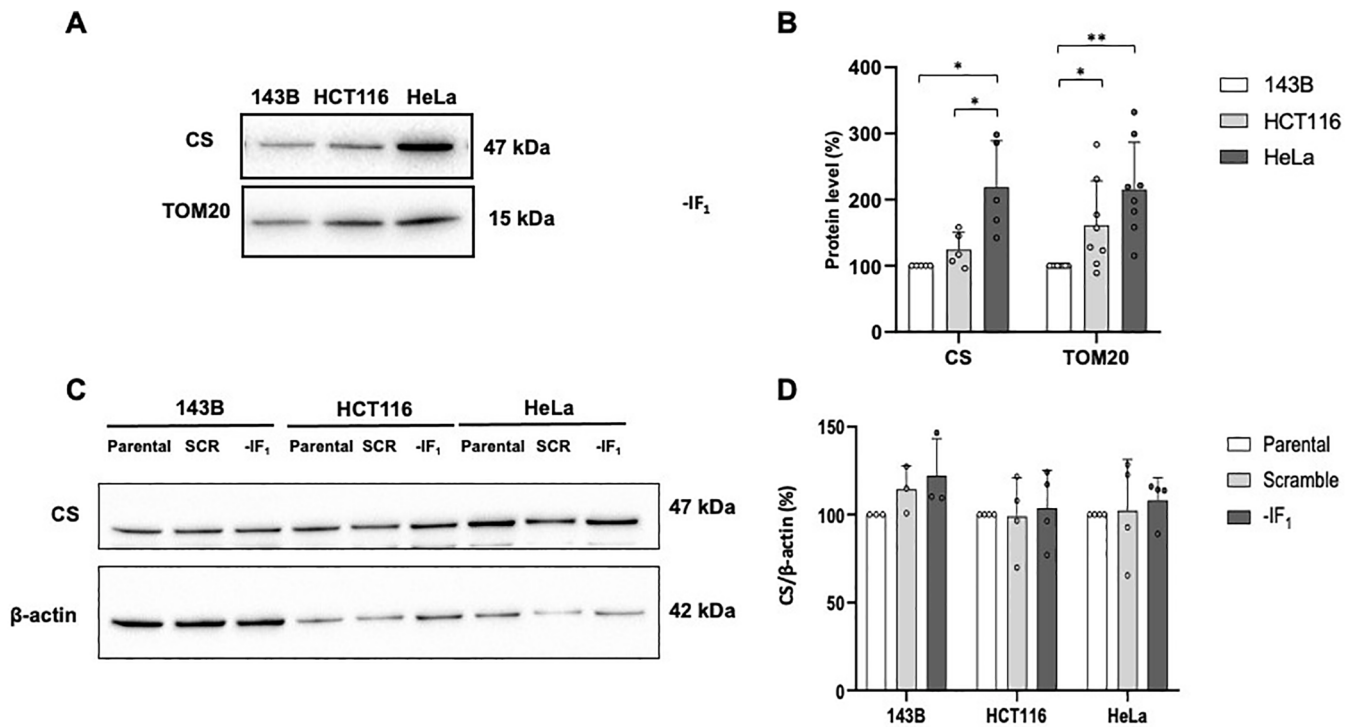 A
143B HCT116 HeLa
CS 47 kDa
TOM20 15 kDa
-IF₁
B
Protein level (%)
400
300
200
100
0
* * * **
CS TOM20
143B
HCT116
HeLa
C
143B HCT116 HeLa
Parental SCR -IF₁ Parental SCR -IF₁ Parental SCR -IF₁
CS 47 kDa
β-actin 42 kDa
D
CS/β-actin (%)
150
100
50
0
143B HCT116 HeLa
Parental
Scramble
-IF₁